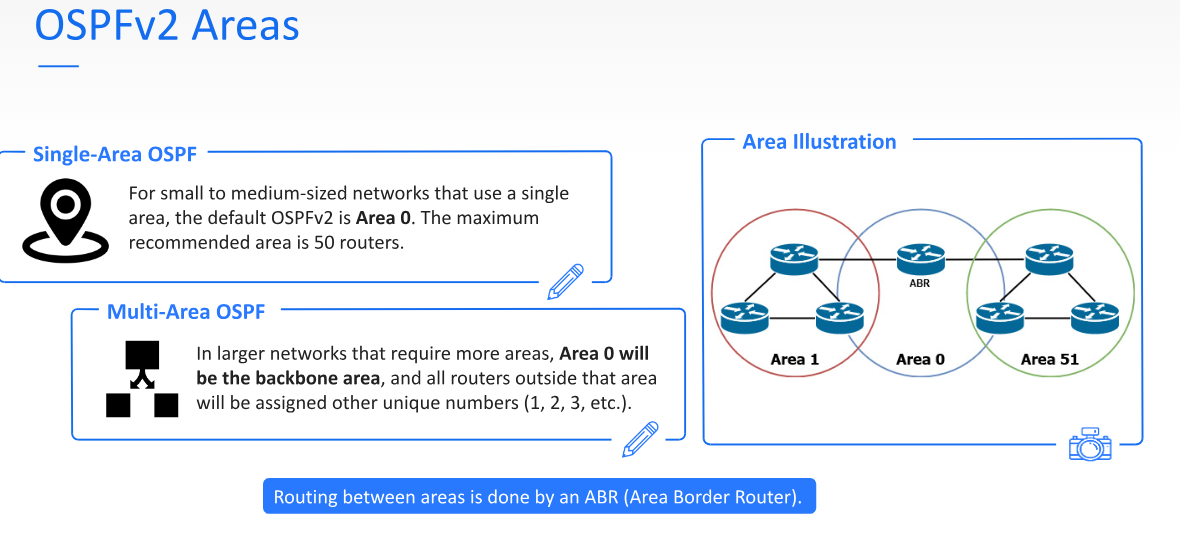 OSPFv2 Areas
Single-Area OSPF
For small to medium-sized networks that use a single
area, the default OSPFv2 is Area 0. The maximum
recommended area is 50 routers.
Multi-Area OSPF
In larger networks that require more areas, Area 0 will
be the backbone area, and all routers outside that area
will be assigned other unique numbers (1, 2, 3, etc.).
Area Illustration
ABR
Area 1
Area 0
Area 51
Routing between areas is done by an ABR (Area Border Router).